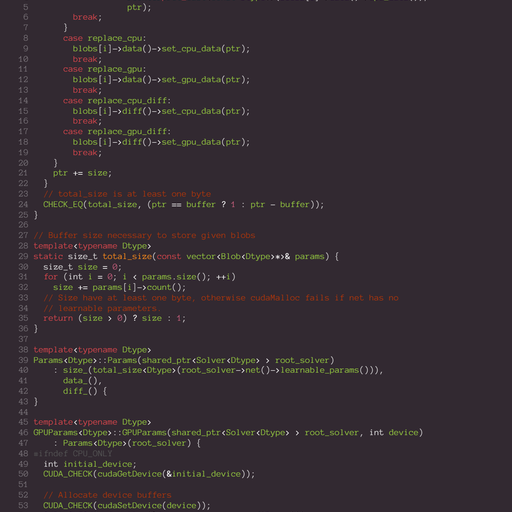 5 ptr);
6 break;
7 }
8 case replace_cpu:
9 blobs[i]->data()->set_cpu_data(ptr);
10 break;
11 case replace_gpu:
12 blobs[i]->data()->set_gpu_data(ptr);
13 break;
14 case replace_cpu_diff:
15 blobs[i]->diff()->set_cpu_data(ptr);
16 break;
17 case replace_gpu_diff:
18 blobs[i]->diff()->set_gpu_data(ptr);
19 break;
20 }
21 ptr += size;
22 }
23 // total_size is at least one byte
24 CHECK_EQ(total_size, (ptr == buffer ? 1 : ptr - buffer));
25 }
26
27 // Buffer size necessary to store given blobs
28 template<typename Dtype>
29 static size_t total_size(const vector<Blob<Dtype>*>& params) {
30 size_t size = 0;
31 for (int i = 0; i < params.size(); ++i)
32 size += params[i]->count();
33 // Size have at least one byte, otherwise cudaMalloc fails if net has no
34 // learnable parameters.
35 return (size > 0) ? size : 1;
36 }
37
38 template<typename Dtype>
39 Params<Dtype>::Params(shared_ptr<Solver<Dtype> > root_solver)
40 : size_(total_size<Dtype>(root_solver->net()->learnable_params())),
41 data_(),
42 diff_() {
43 }
44
45 template<typename Dtype>
46 GPUParams<Dtype>::GPUParams(shared_ptr<Solver<Dtype> > root_solver, int device)
47 : Params<Dtype>(root_solver) {
48 #ifndef CPU_ONLY
49 int initial_device;
50 CUDA_CHECK(cudaGetDevice(&initial_device));
51
52 // Allocate device buffers
53 CUDA_CHECK(cudaSetDevice(device));